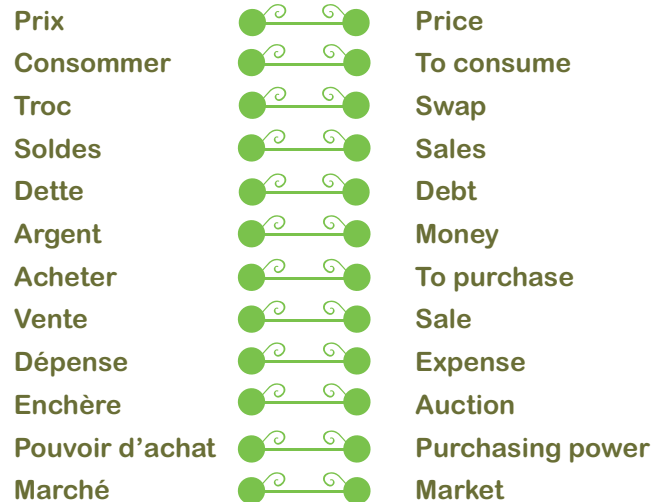 Prix Price
Consommer To consume
Troc Swap
Soldes Sales
Dette Debt
Argent Money
Acheter To purchase
Vente Sale
Dépense Expense
Enchère Auction
Pouvoir d’achat Purchasing power
Marché Market